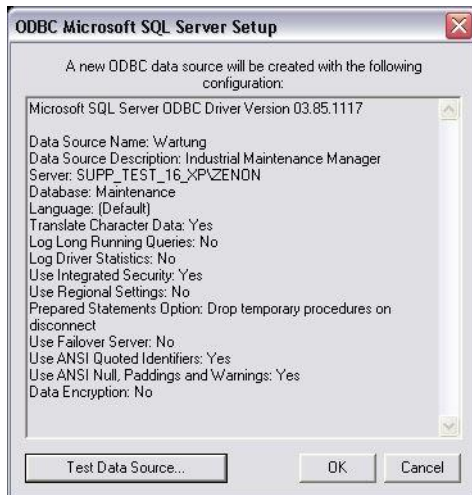 ODBC Microsoft SQL Server Setup
A new ODBC data source will be created with the following
configuration:
Microsoft SQL Server ODBC Driver Version 03.85.1117
Data Source Name: Wartung
Data Source Description: Industrial Maintenance Manager
Server: SUPP_TEST_16_XP\ZENON
Database: Maintenance
Language: (Default)
Translate Character Data: Yes
Log Long Running Queries: No
Log Driver Statistics: No
Use Integrated Security: Yes
Use Regional Settings: No
Prepared Statements Option: Drop temporary procedures on
disconnect
Use Failover Server: No
Use ANSI Quoted Identifiers: Yes
Use ANSI Null, Paddings and Warnings: Yes
Data Encryption: No
Test Data Source... OK Cancel